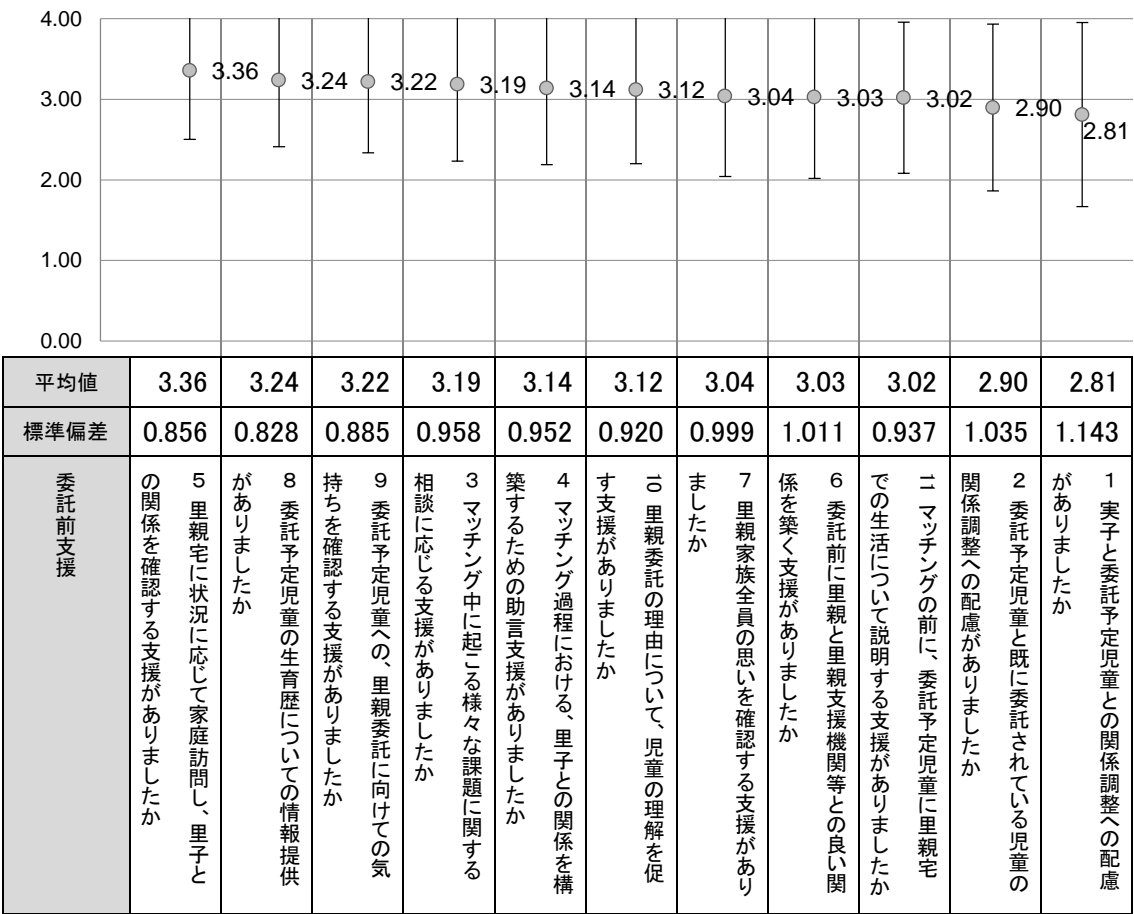 4.00
3.00
2.00
1.00
0.00
3.36
3.24
3.22
3.19
3.14
3.12
3.04
3.03
3.02
2.90
2.81
平均値 3.36 3.24 3.22 3.19 3.14 3.12 3.04 3.03 3.02 2.90 2.81
標準偏差 0.856 0.828 0.885 0.958 0.952 0.920 0.999 1.011 0.937 1.035 1.143
委託前支援
5 里親宅に状況に応じて家庭訪問し、里子と
の関係を確認する支援がありましたか
8 委託予定児童の生育歴についての情報提供
がありましたか
9 委託予定児童への、里親委託に向けての気
持ちを確認する支援がありましたか
3 マッチング中に起こる様々な課題に関する
相談に応じる支援がありましたか
4 マッチング過程における、里子との関係を構
築するための助言支援がありましたか
10 里親委託の理由について、児童の理解を促
す支援がありましたか
7 里親家族全員の思いを確認する支援があり
ましたか
6 委託前に里親と里親支援機関等との良い関
係を築く支援がありましたか
11 マッチングの前に、委託予定児童に里親宅
での生活について説明する支援がありましたか
2 委託予定児童と既に委託されている児童の
関係調整への配慮がありましたか
1 実子と委託予定児童との関係調整への配慮
がありましたか